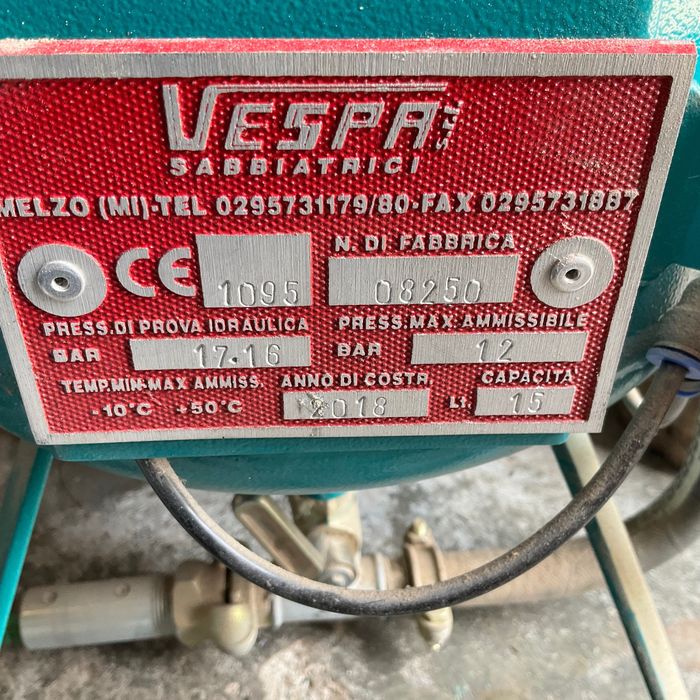 VESPA S.r.l.
SABBIATRICI
MELZO (MI)-TEL 0295731179/80-FAX 0295731887
CE 1095 N. DI FABBRICA 08250
PRESS.DI PROVA IDRAULICA PRESS.MAX.AMMISSIBILE
BAR 17.16 BAR 12
TEMP.MIN-MAX AMMISS. ANNO DI COSTR. CAPACITA'
-10°C +50°C 2018 Lt. 15